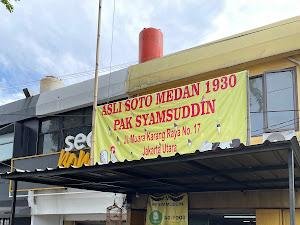 ASLI SOTO MEDAN 1930
PAK SYAMSUDDIN
Jl. Muara Karang Raya No. 17
Jakarta Utara